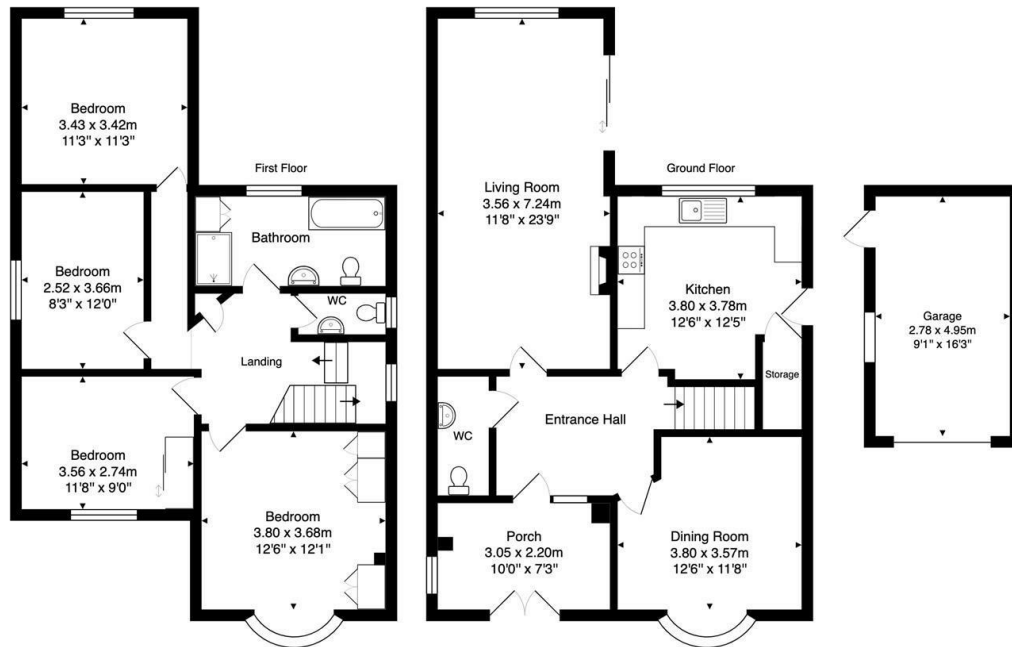 First Floor
Bedroom
3.43 x 3.42m
11'3" x 11'3"
Bedroom
2.52 x 3.66m
8'3" x 12'0"
Bathroom
WC
Landing
Bedroom
3.56 x 2.74m
11'8" x 9'0"
Bedroom
3.80 x 3.68m
12'6" x 12'1"
Ground Floor
Living Room
3.56 x 7.24m
11'8" x 23'9"
Kitchen
3.80 x 3.78m
12'6" x 12'5"
Storage
Entrance Hall
WC
Porch
3.05 x 2.20m
10'0" x 7'3"
Dining Room
3.80 x 3.57m
12'6" x 11'8"
Garage
2.78 x 4.95m
9'1" x 16'3"